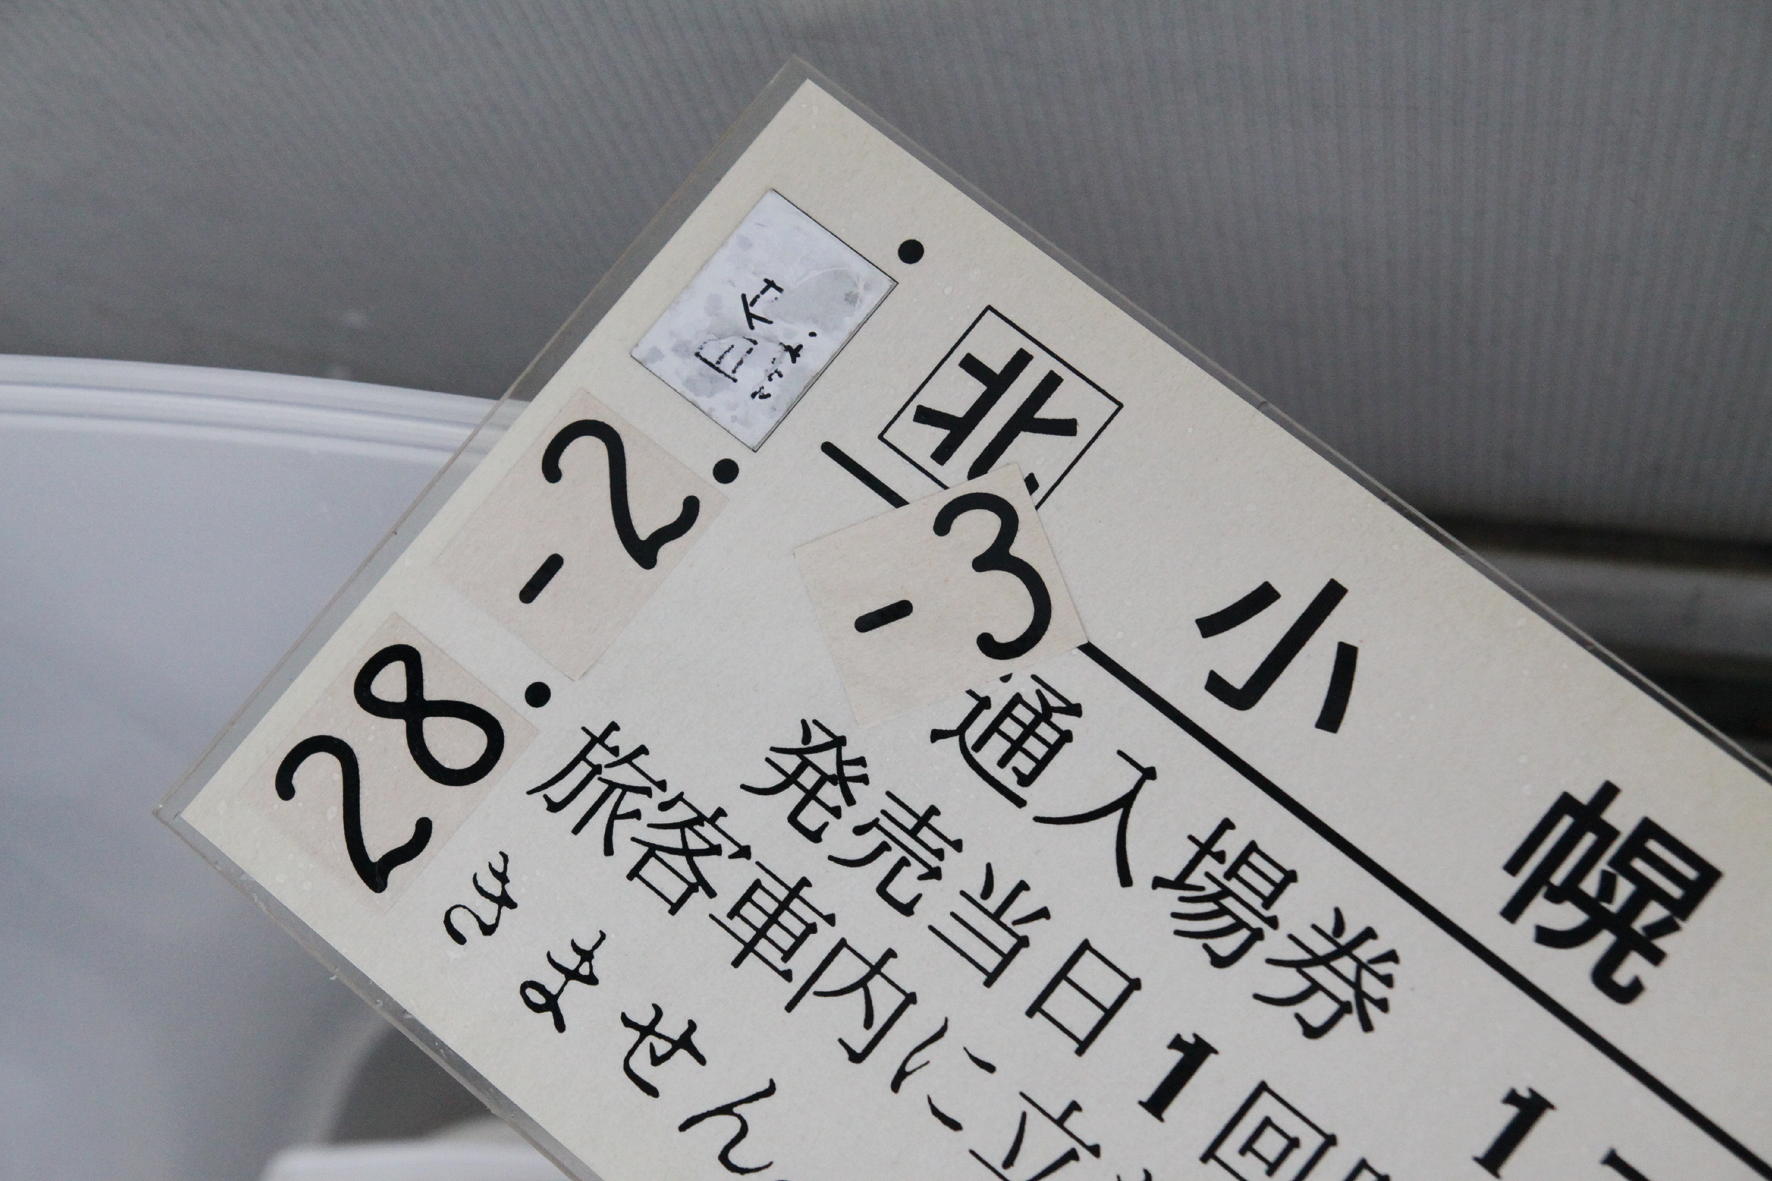 北 小幌
-3
通入場券 1
発売当日1回
旅客車内に立
きません。
28.-2.